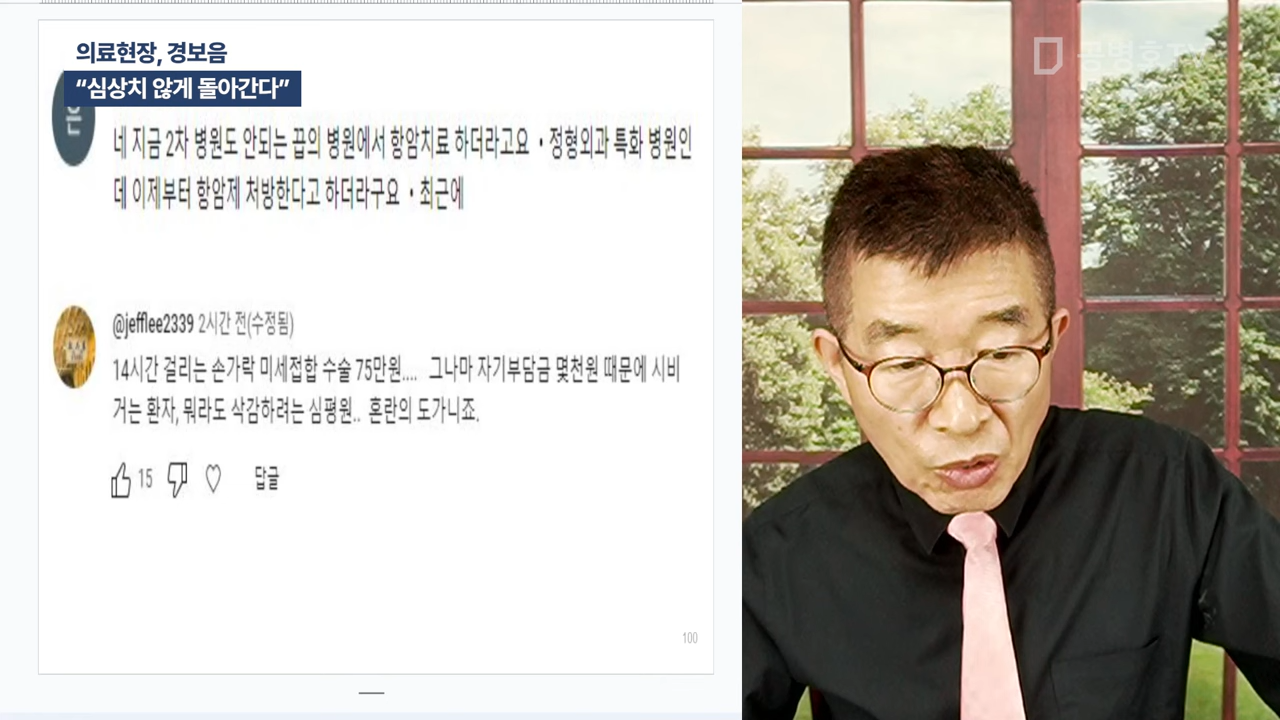 의료현장, 경보음
“심상치 않게 돌아간다”
은
네 지금 2차 병원도 안되는 끕의 병원에서 항암치료 하더라고요 • 정형외과 특화 병원인
데 이제부터 항암제 처방한다고 하더라구요 • 최근에
@jefflee2339 2시간 전(수정됨)
14시간 걸리는 손가락 미세접합 수술 75만원.... 그나마 자기부담금 몇천원 때문에 시비
거는 환자, 뭐라도 삭감하려는 심평원.. 혼란의 도가니죠.
15 답글
100